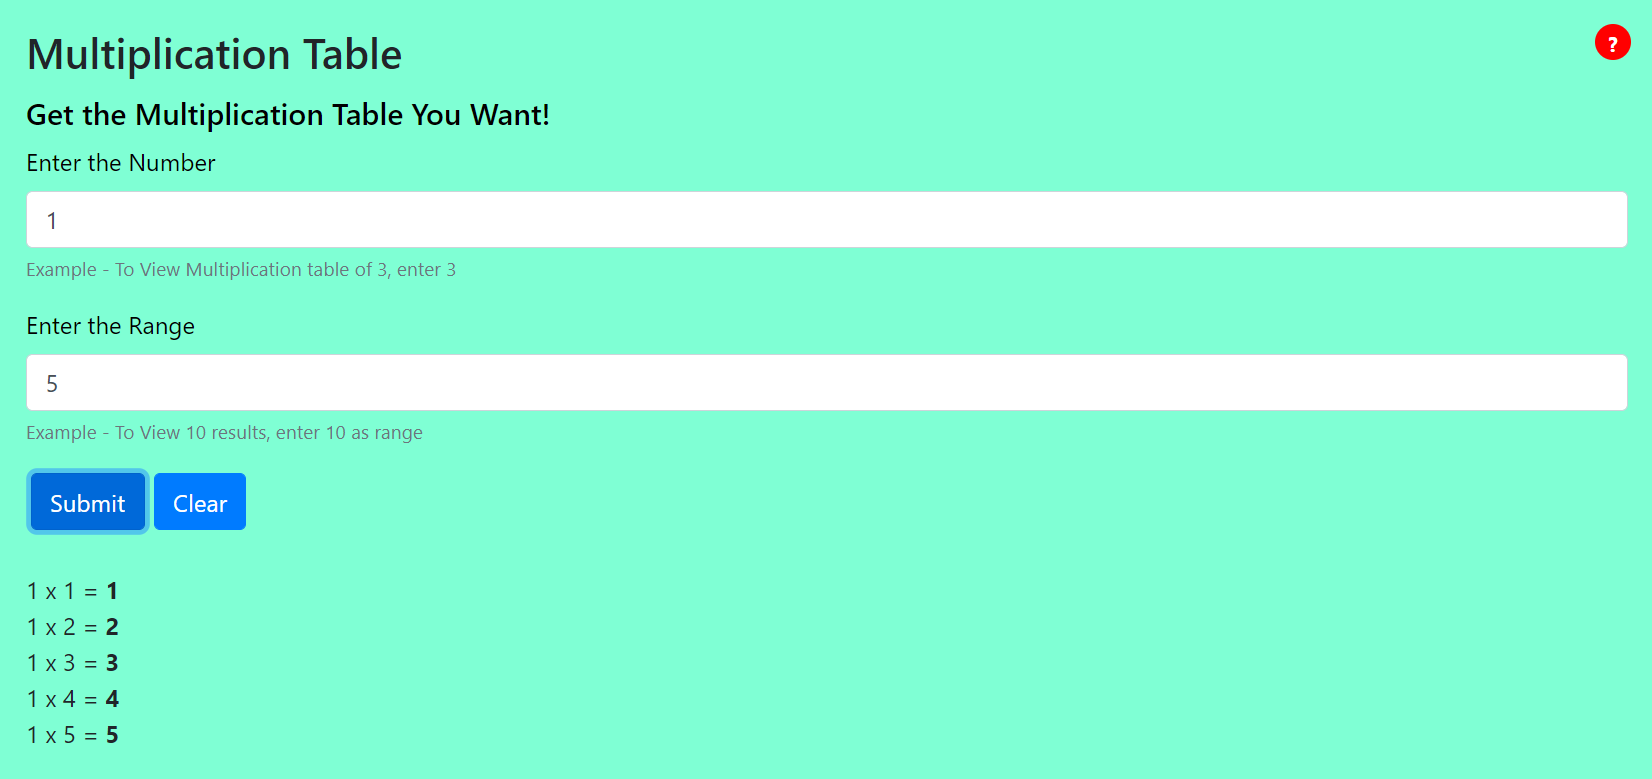 Multiplication Table
?
Get the Multiplication Table You Want!
Enter the Number
1
Example - To View Multiplication table of 3, enter 3
Enter the Range
5
Example - To View 10 results, enter 10 as range
Submit Clear
1 x 1 = 1
1 x 2 = 2
1 x 3 = 3
1 x 4 = 4
1 x 5 = 5